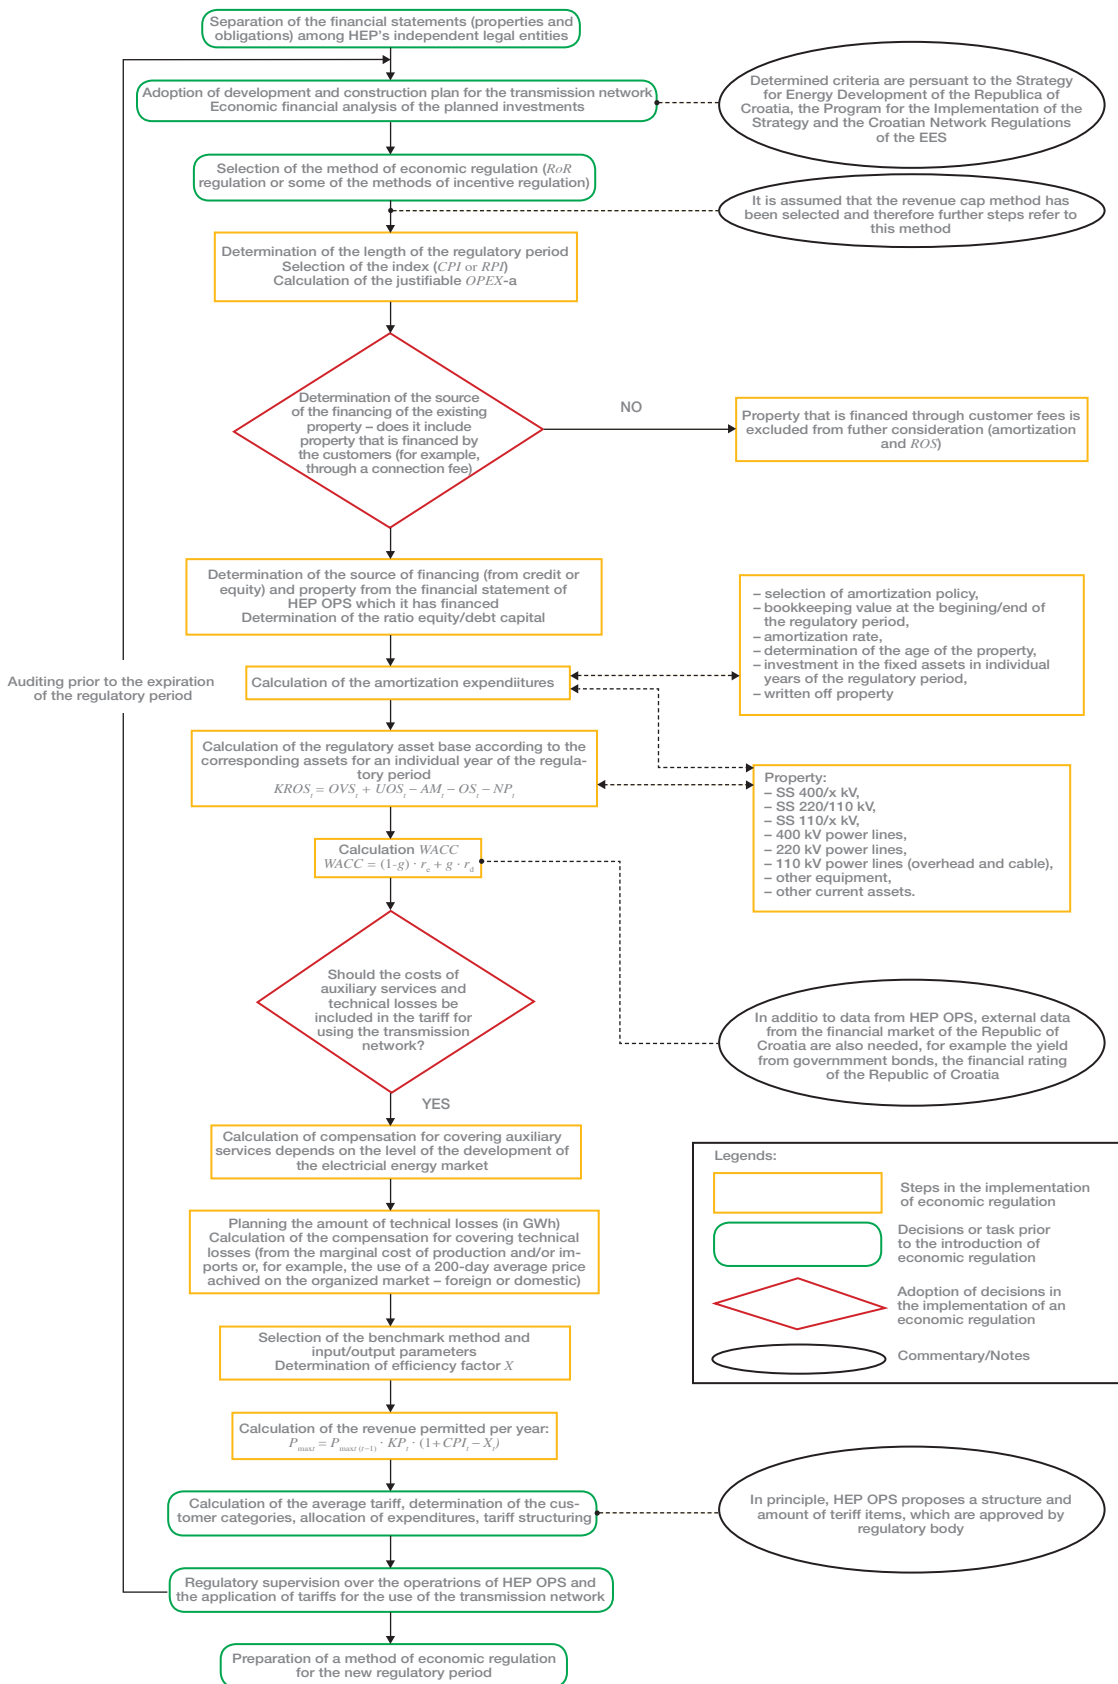 Separation of the financial statements (properties and
obligations) among HEP's independent legal entities
Adoption of development and construction plan for the transmission network
Economic financial analysis of the planned investments
Determined criteria are persuant to the Strategy
for Energy Development of the Republica of
Croatia, the Program for the Implementation of the
Strategy and the Croatian Network Regulations
of the EES
Selection of the method of economic regulation (RoR
regulation or some of the methods of incentive regulation)
It is assumed that the revenue cap method has
been selected and therefore further steps refer to
this method
Determination of the length of the regulatory period
Selection of the index (CPI or RPI)
Calculation of the justifiable OPEX-a
Determination of the source
of the financing of the existing
property – does it include
property that is financed by
the customers (for example,
through a connection fee)
NO
Property that is financed through customer fees is
excluded from futher consideration (amortization
and ROS)
Determination of the source of financing (from credit or
equity) and property from the financial statement of
HEP OPS which it has financed
Determination of the ratio equity/debt capital
– selection of amortization policy,
– bookkeeping value at the begining/end of
the regulatory period,
– amortization rate,
– determination of the age of the property,
– investment in the fixed assets in individual
years of the regulatory period,
– written off property
Auditing prior to the expiration
of the regulatory period
Calculation of the amortization expendiitures
Calculation of the regulatory asset base according to the
corresponding assets for an individual year of the regula-
tory period
KROS_t = OVS_t + UOS_t – AM_t – OS_t – NP_t
Property:
– SS 400/x kV,
– SS 220/110 kV,
– SS 110/x kV,
– 400 kV power lines,
– 220 kV power lines,
– 110 kV power lines (overhead and cable),
– other equipment,
– other current assets.
Calculation WACC
WACC = (1-g) · r_e + g · r_d
Should the costs of
auxiliary services and
technical losses be
included in the tariff for
using the transmission
network?
In additio to data from HEP OPS, external data
from the financial market of the Republic of
Croatia are also needed, for example the yield
from governmment bonds, the financial rating
of the Republic of Croatia
YES
Calculation of compensation for covering auxiliary
services depends on the level of the development of
the electricial energy market
Planning the amount of technical losses (in GWh)
Calculation of the compensation for covering technical
losses (from the marginal cost of production and/or im-
ports or, for example, the use of a 200-day average price
achived on the organized market – foreign or domestic)
Selection of the benchmark method and
input/output parameters
Determination of efficiency factor X
Calculation of the revenue permitted per year:
P_maxt = P_maxt (t–1) · KP_t · (1+CPI_t – X_t)
Legends:
Steps in the implementation
of economic regulation
Decisions or task prior
to the introduction of
economic regulation
Adoption of decisions in
the implementation of an
economic regulation
Commentary/Notes
Calculation of the average tariff, determination of the cus-
tomer categories, allocation of expenditures, tariff structuring
In principle, HEP OPS proposes a structure and
amount of teriff items, which are approved by
regulatory body
Regulatory supervision over the operatrions of HEP OPS and
the application of tariffs for the use of the transmission network
Preparation of a method of economic regulation
for the new regulatory period